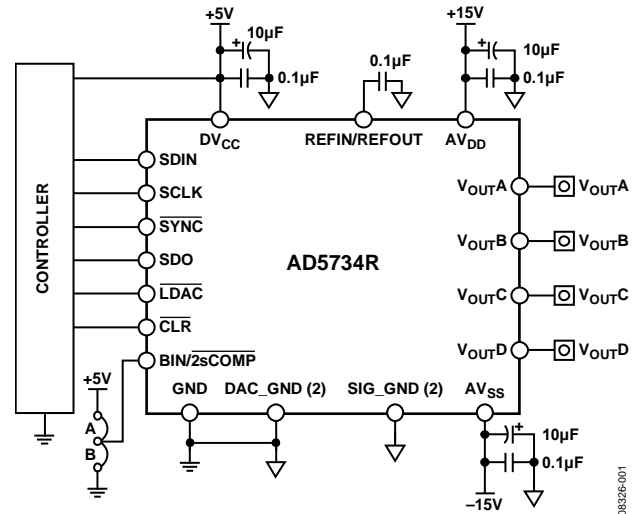 +5V
+15V
10µF
0.1µF
0.1µF
10µF
0.1µF
DVCC
REFIN/REFOUT
AVDD
CONTROLLER
SDIN
SCLK
SYNC
SDO
LDAC
CLR
BIN/2sCOMP
AD5734R
VOUTA
VOUTA
VOUTB
VOUTB
VOUTC
VOUTC
VOUTD
VOUTD
+5V
A
B
GND
DAC_GND (2)
SIG_GND (2)
AVSS
10µF
0.1µF
–15V
08326-001